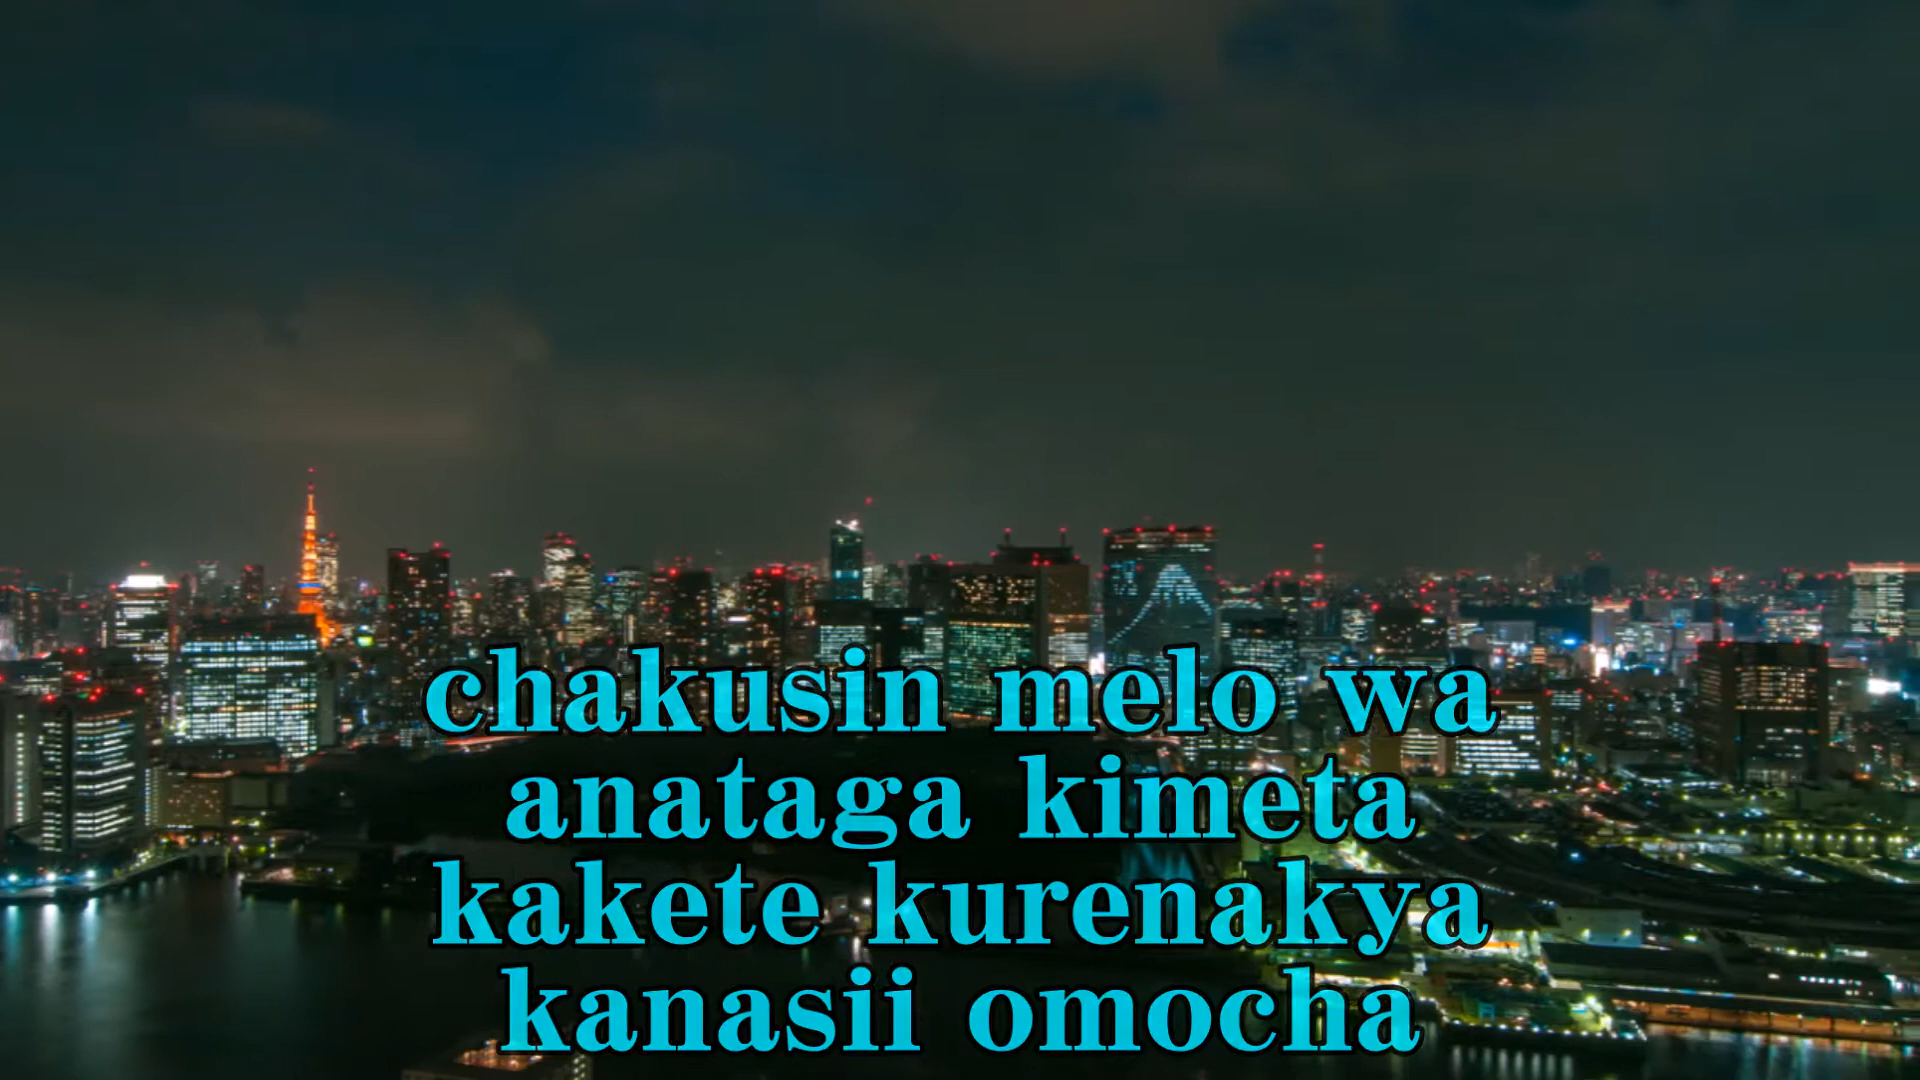 chakusin melo wa
anataga kimeta
kakete kurenakya
kanasii omocha